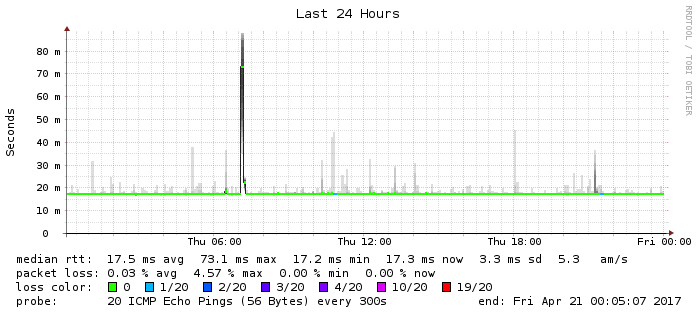 Last 24 Hours
RRDTOOL / TOBI OETIKER
Seconds
80 m
70 m
60 m
50 m
40 m
30 m
20 m
10 m
0
Thu 06:00 Thu 12:00 Thu 18:00 Fri 00:00
median rtt: 17.5 ms avg 73.1 ms max 17.2 ms min 17.3 ms now 3.3 ms sd 5.3 am/s
packet loss: 0.03 % avg 4.57 % max 0.00 % min 0.00 % now
loss color: 0 1/20 2/20 3/20 4/20 10/20 19/20
probe: 20 ICMP Echo Pings (56 Bytes) every 300s end: Fri Apr 21 00:05:07 2017